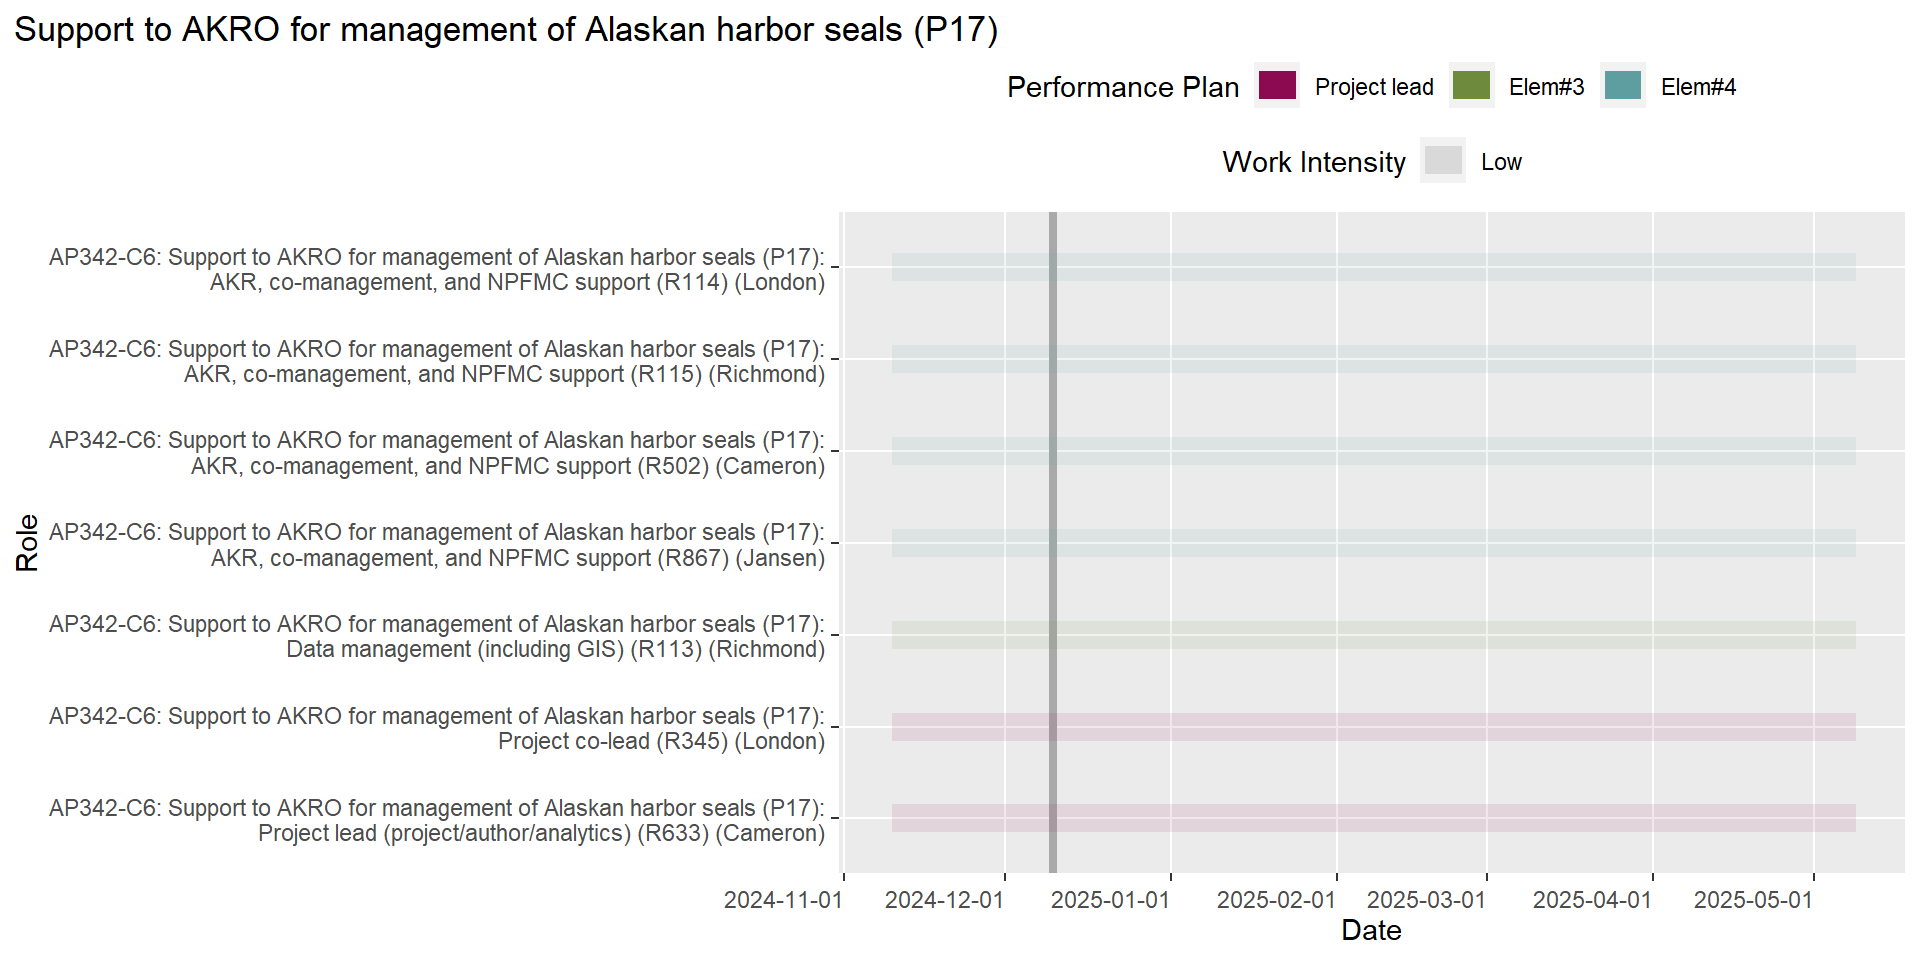 Support to AKRO for management of Alaskan harbor seals (P17)
Performance Plan Project lead Elem#3 Elem#4
Work Intensity Low
Role
AP342-C6: Support to AKRO for management of Alaskan harbor seals (P17):
AKR, co-management, and NPFMC support (R114) (London)
AP342-C6: Support to AKRO for management of Alaskan harbor seals (P17):
AKR, co-management, and NPFMC support (R115) (Richmond)
AP342-C6: Support to AKRO for management of Alaskan harbor seals (P17):
AKR, co-management, and NPFMC support (R502) (Cameron)
AP342-C6: Support to AKRO for management of Alaskan harbor seals (P17):
AKR, co-management, and NPFMC support (R867) (Jansen)
AP342-C6: Support to AKRO for management of Alaskan harbor seals (P17):
Data management (including GIS) (R113) (Richmond)
AP342-C6: Support to AKRO for management of Alaskan harbor seals (P17):
Project co-lead (R345) (London)
AP342-C6: Support to AKRO for management of Alaskan harbor seals (P17):
Project lead (project/author/analytics) (R633) (Cameron)
2024-11-01 2024-12-01 2025-01-01 2025-02-01 2025-03-01 2025-04-01 2025-05-01
Date